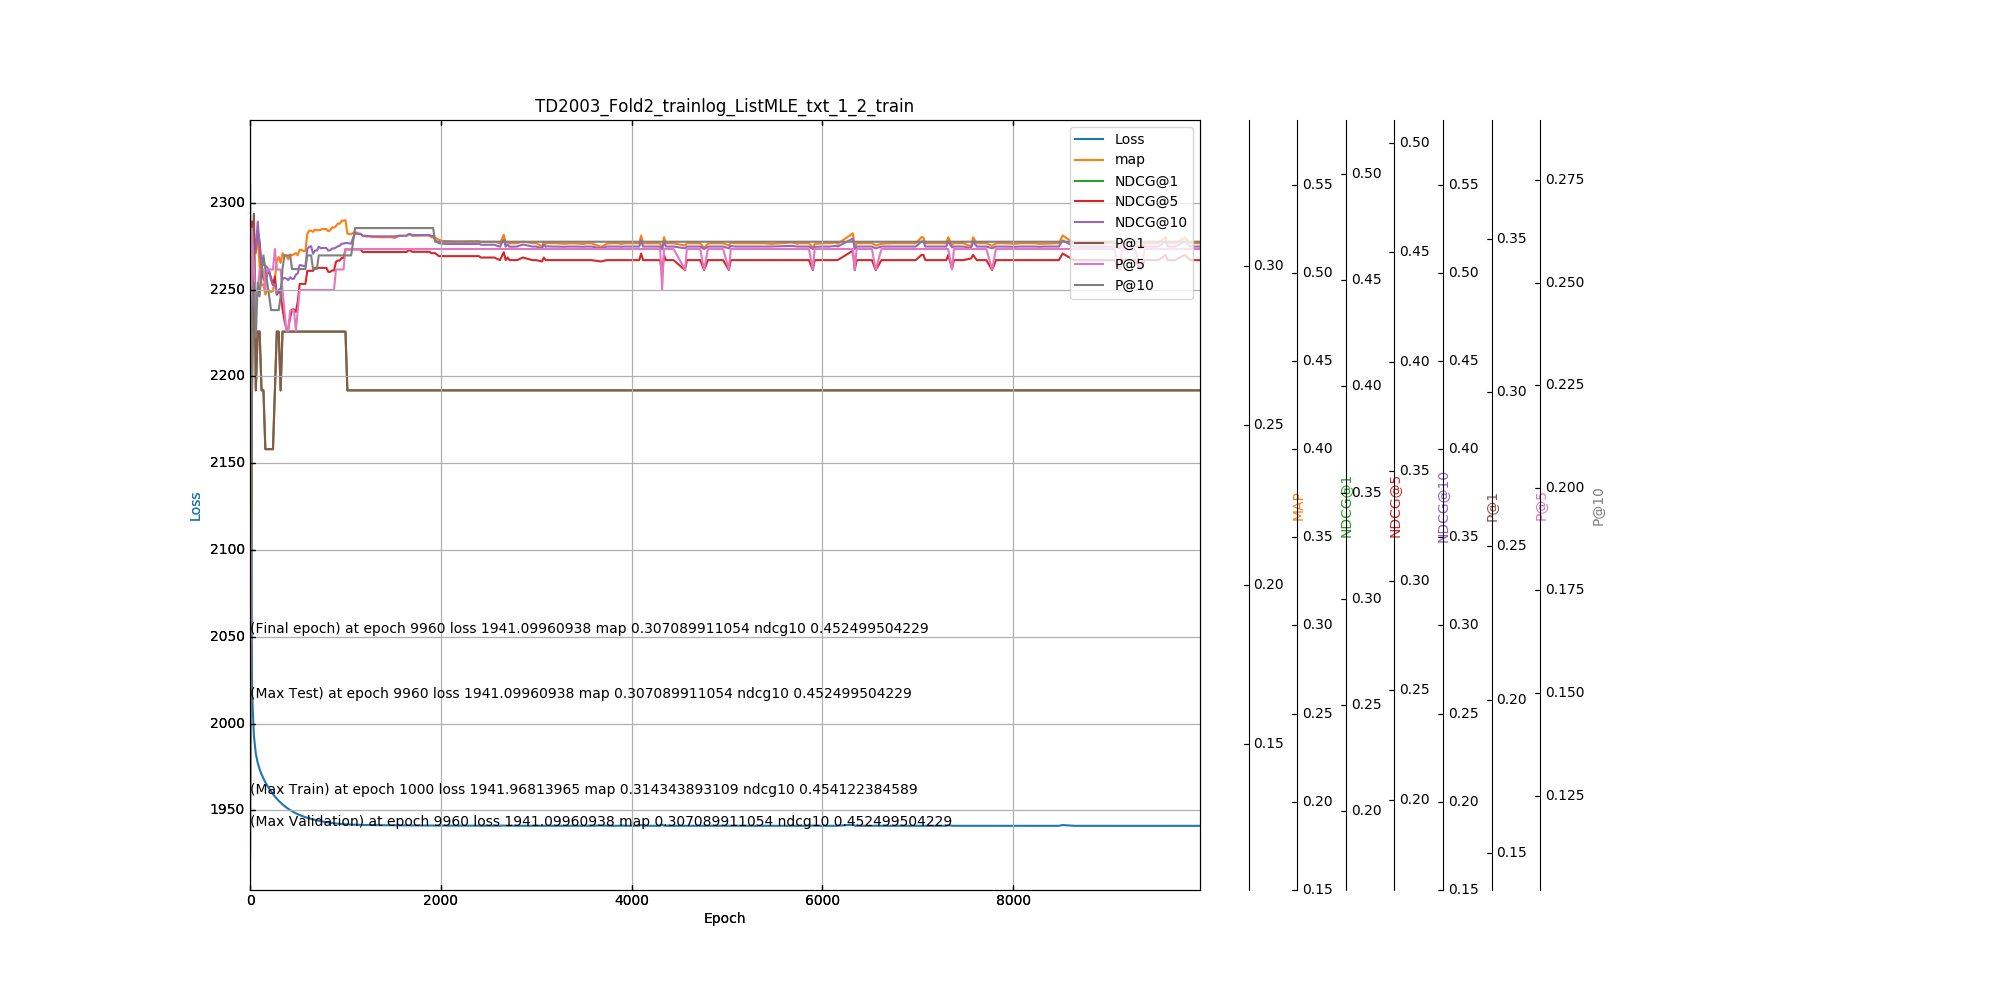 TD2003_Fold2_trainlog_ListMLE_txt_1_2_train
Loss
map
NDCG@1
NDCG@5
NDCG@10
P@1
P@5
P@10
2300
2250
2200
2150
2100
2050
2000
1950
Loss
(Final epoch) at epoch 9960 loss 1941.09960938 map 0.307089911054 ndcg10 0.452499504229
(Max Test) at epoch 9960 loss 1941.09960938 map 0.307089911054 ndcg10 0.452499504229
(Max Train) at epoch 1000 loss 1941.96813965 map 0.314343893109 ndcg10 0.454122384589
(Max Validation) at epoch 9960 loss 1941.09960938 map 0.307089911054 ndcg10 0.452499504229
0 2000 4000 6000 8000
Epoch
0.30
0.25
0.20
0.15
MAP
0.55
0.50
0.45
0.40
0.35
0.30
0.25
0.20
0.15
NDCG@1
0.50
0.45
0.40
0.35
0.30
0.25
0.20
NDCG@5
0.50
0.45
0.40
0.35
0.30
0.25
0.20
NDCG@10
0.55
0.50
0.45
0.40
0.35
0.30
0.25
0.20
0.15
P@1
0.35
0.30
0.25
0.20
0.15
P@5
0.275
0.250
0.225
0.200
0.175
0.150
0.125
P@10